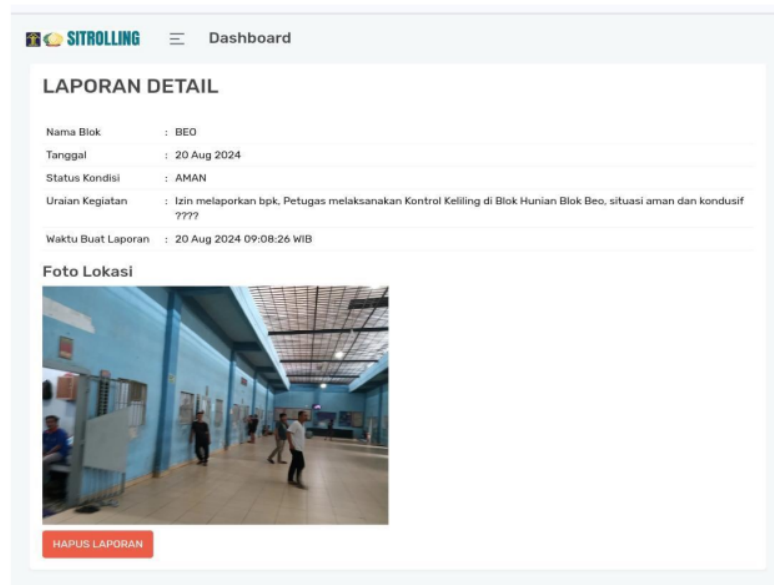 SITROLLING
Dashboard
LAPORAN DETAIL
Nama Blok : BEO
Tanggal : 20 Aug 2024
Status Kondisi : AMAN
Uraian Kegiatan : Izin melaporkan bpk, Petugas melaksanakan Kontrol Keliling di Blok Hunian Blok Beo, situasi aman dan kondusif
????
Waktu Buat Laporan : 20 Aug 2024 09:08:26 WIB
Foto Lokasi
HAPUS LAPORAN